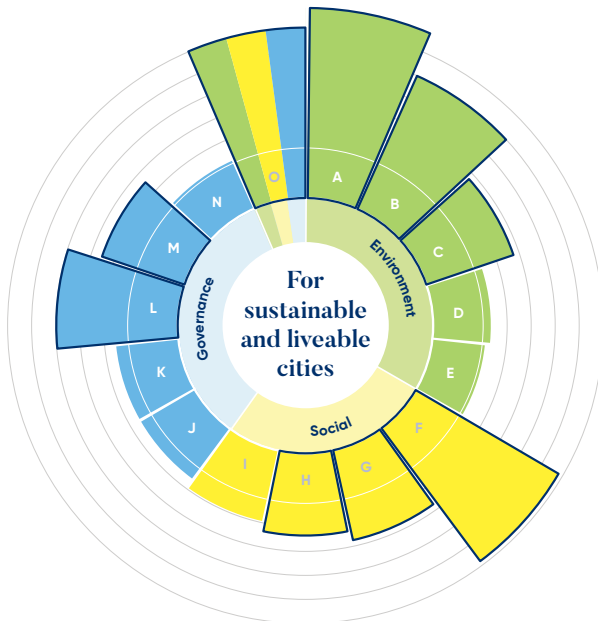 O
A
B
C
D
E
F
G
H
I
J
K
L
M
N
Environment
Social
Governance
For
sustainable
and liveable
cities